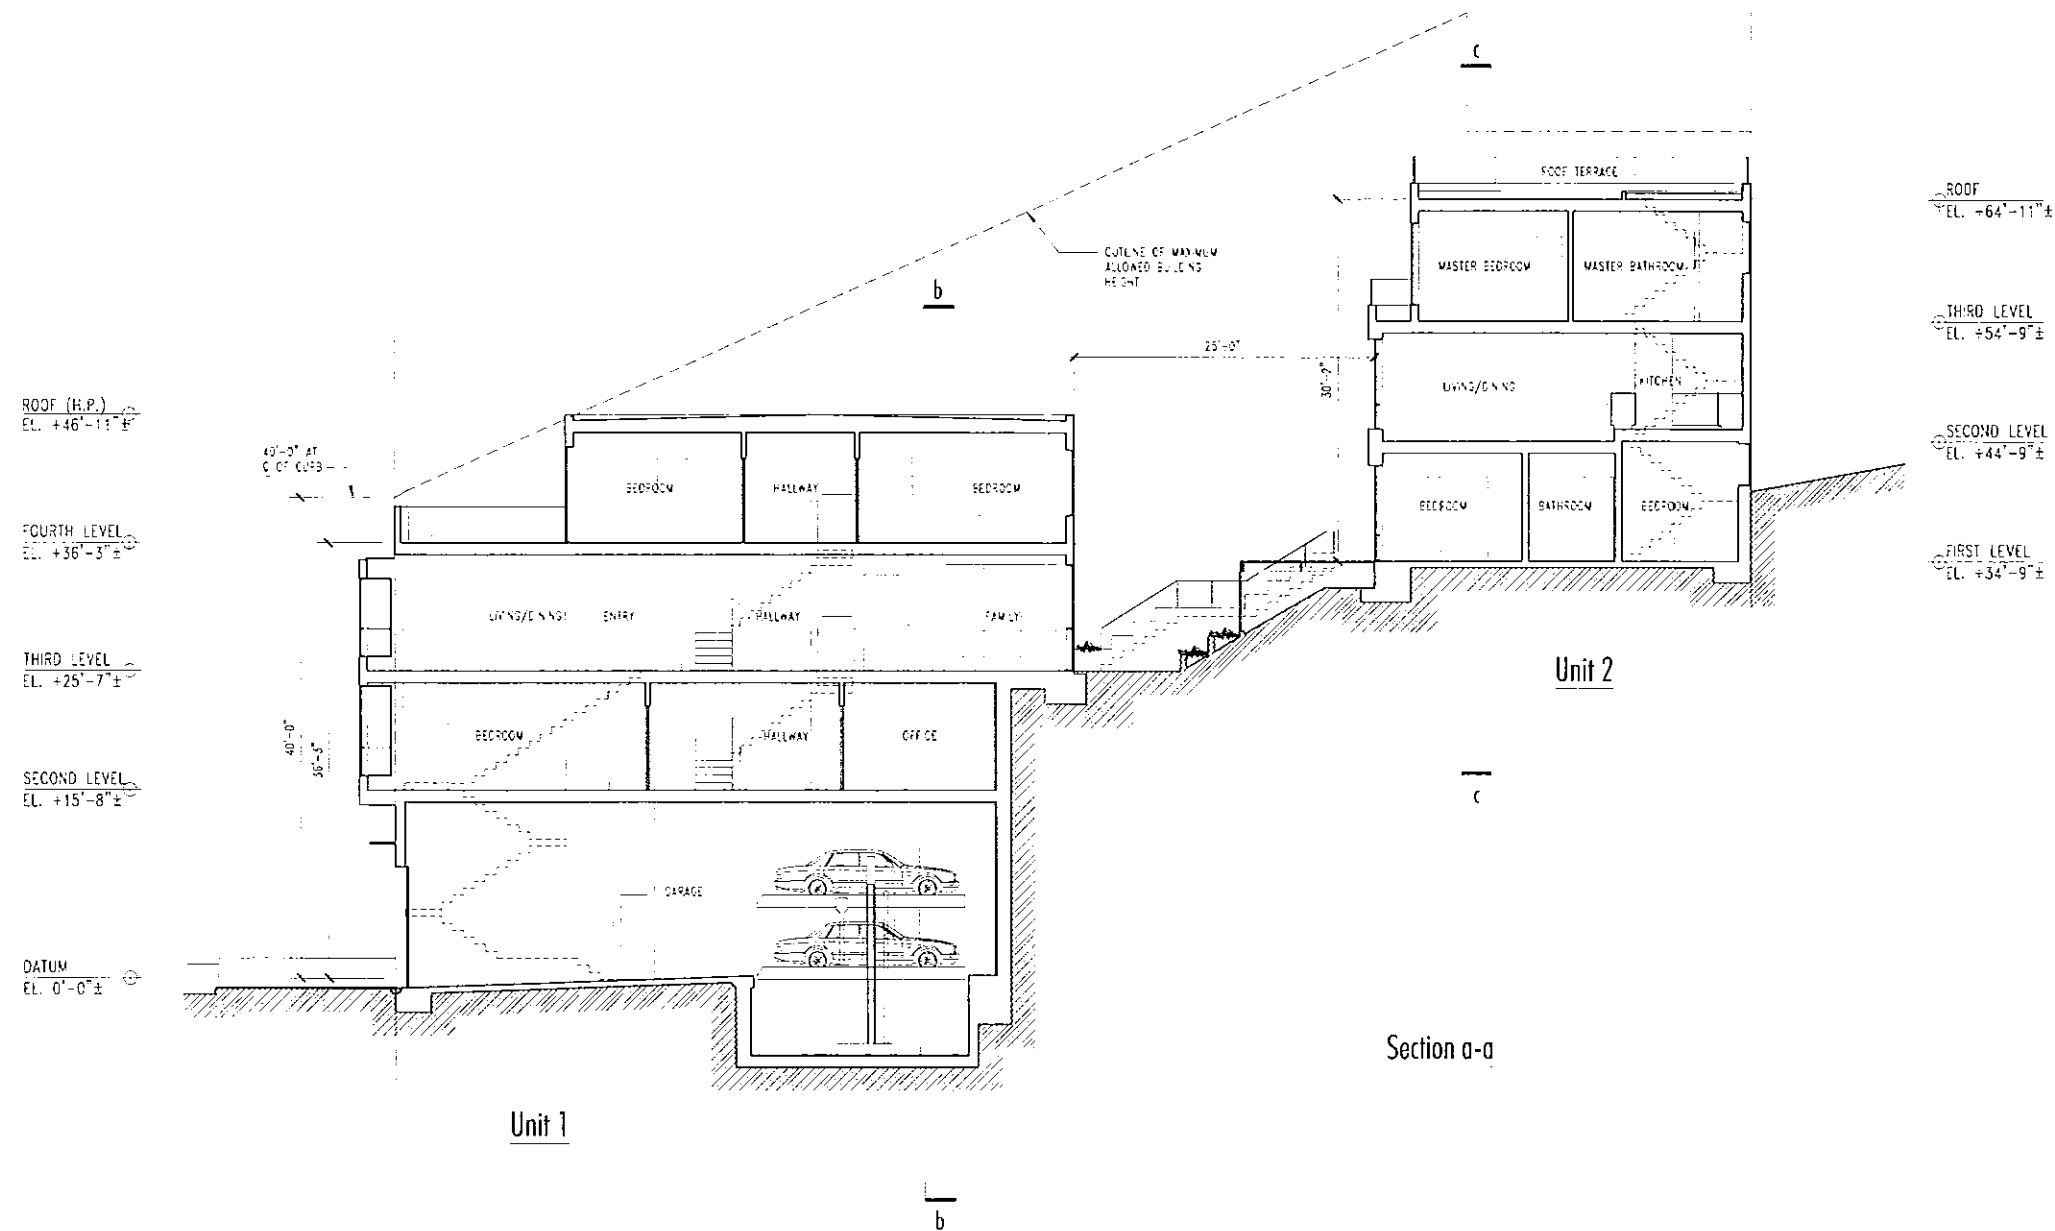 c
ROOF TERRACE
ROOF
EL. +64'-11"±
OUTLINE OF MAXIMUM
ALLOWED BUILDING
HEIGHT
MASTER BEDROOM
MASTER BATHROOM
b
THIRD LEVEL
EL. +54'-9"±
25'-0"
30'-2"
LIVING/DINING
KITCHEN
ROOF (H.P.)
EL. +46'-11"±
SECOND LEVEL
EL. +44'-9"±
40'-0" AT
C OF CURB
BEDROOM
HALLWAY
BEDROOM
BEDROOM
BATHROOM
BEDROOM
FOURTH LEVEL
EL. +36'-3"±
FIRST LEVEL
EL. +34'-9"±
LIVING/DINING
ENTRY
HALLWAY
FAMILY
THIRD LEVEL
EL. +25'-7"±
Unit 2
40'-0"
36'-3"
BEDROOM
HALLWAY
OFFICE
SECOND LEVEL
EL. +15'-8"±
c
GARAGE
DATUM
EL. 0'-0"±
Section a-a
Unit 1
b